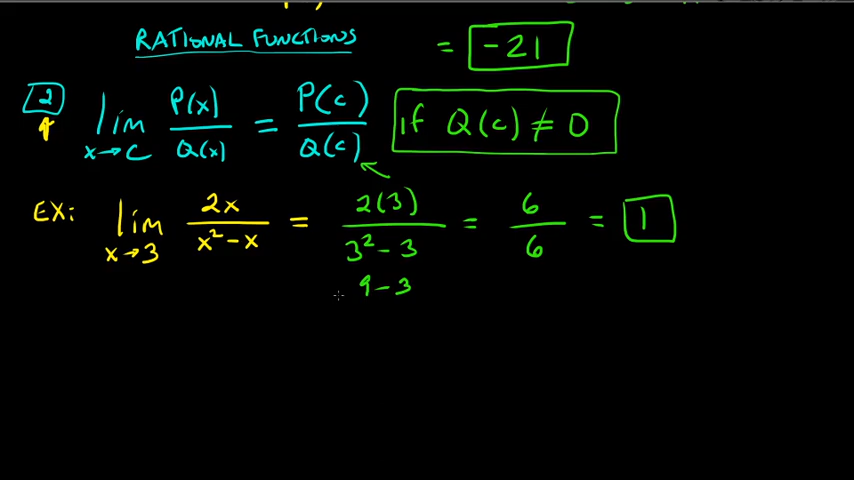 RATIONAL FUNCTIONS
= -21
2 lim x→c P(x)/Q(x) = P(c)/Q(c) if Q(c) ≠ 0
EX: lim x→3 2x/(x² - x) = 2(3)/(3² - 3) = 6/6 = 1
9 - 3